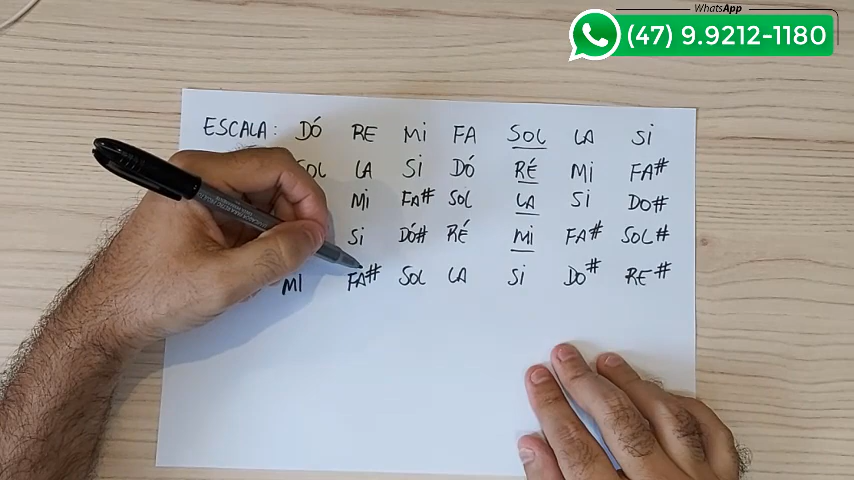 WhatsApp
(47) 9.9212-1180
ESCALA: DÓ RE Mi FA SOL LA Si
SOL LA Si DÓ RÉ Mi FA#
Mi FA# SOL LA Si DO#
Si DÓ# RÉ Mi FA# SOL#
Mi FA# SOL LA Si DO# RE#